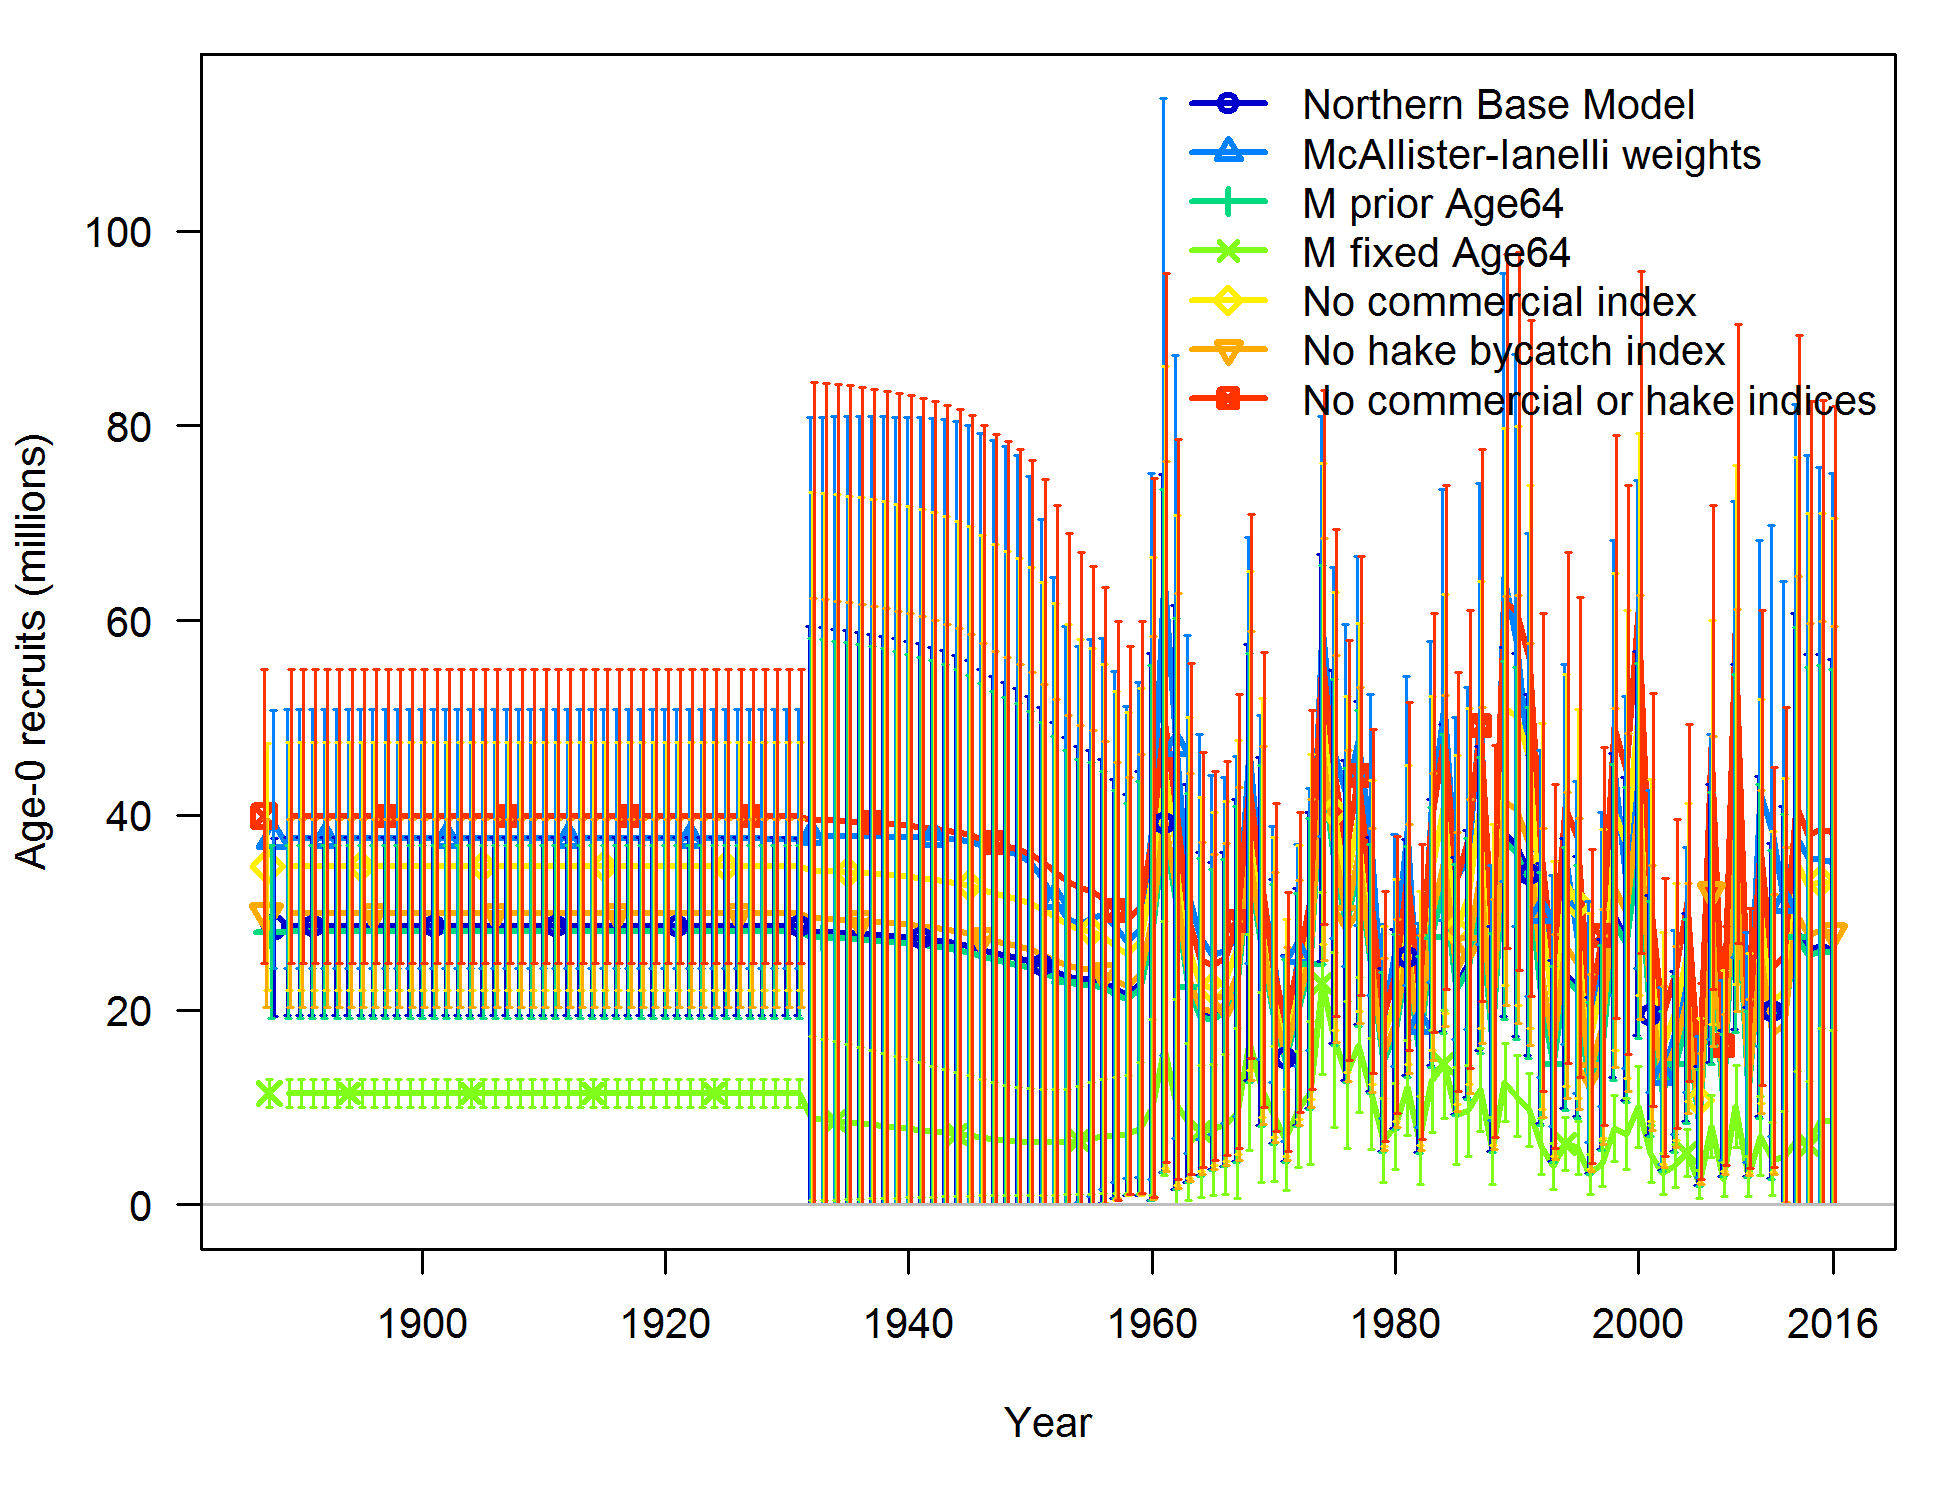 Northern Base Model
McAllister-Ianelli weights
M prior Age64
M fixed Age64
No commercial index
No hake bycatch index
No commercial or hake indices
Age-0 recruits (millions)
100
80
60
40
20
0
1900
1920
1940
1960
1980
2000
2016
Year